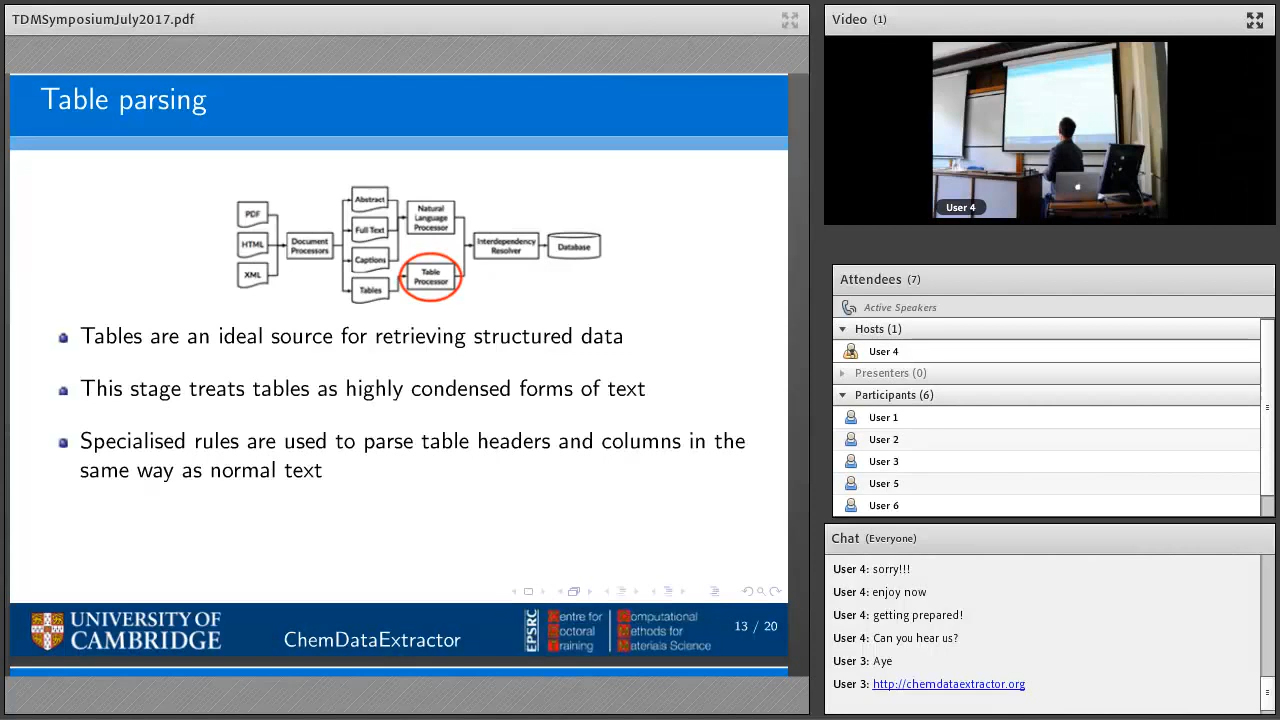 TDMSymposiumJuly2017.pdf
Table parsing
PDF
HTML
XML
Document
Processors
Abstract
Full Text
Captions
Tables
Natural
Language
Processor
Table
Processor
Interdependency
Resolver
Database
Tables are an ideal source for retrieving structured data
This stage treats tables as highly condensed forms of text
Specialised rules are used to parse table headers and columns in the
same way as normal text
UNIVERSITY OF
CAMBRIDGE
ChemDataExtractor
EPSRC
Centre for
Doctoral
Training
Computational
Methods for
Materials Science
13 / 20
Video (1)
User 4
Attendees (7)
Active Speakers
Hosts (1)
User 4
Presenters (0)
Participants (6)
User 1
User 2
User 3
User 5
User 6
Chat (Everyone)
User 4: sorry!!!
User 4: enjoy now
User 4: getting prepared!
User 4: Can you hear us?
User 3: Aye
User 3: http://chemdataextractor.org